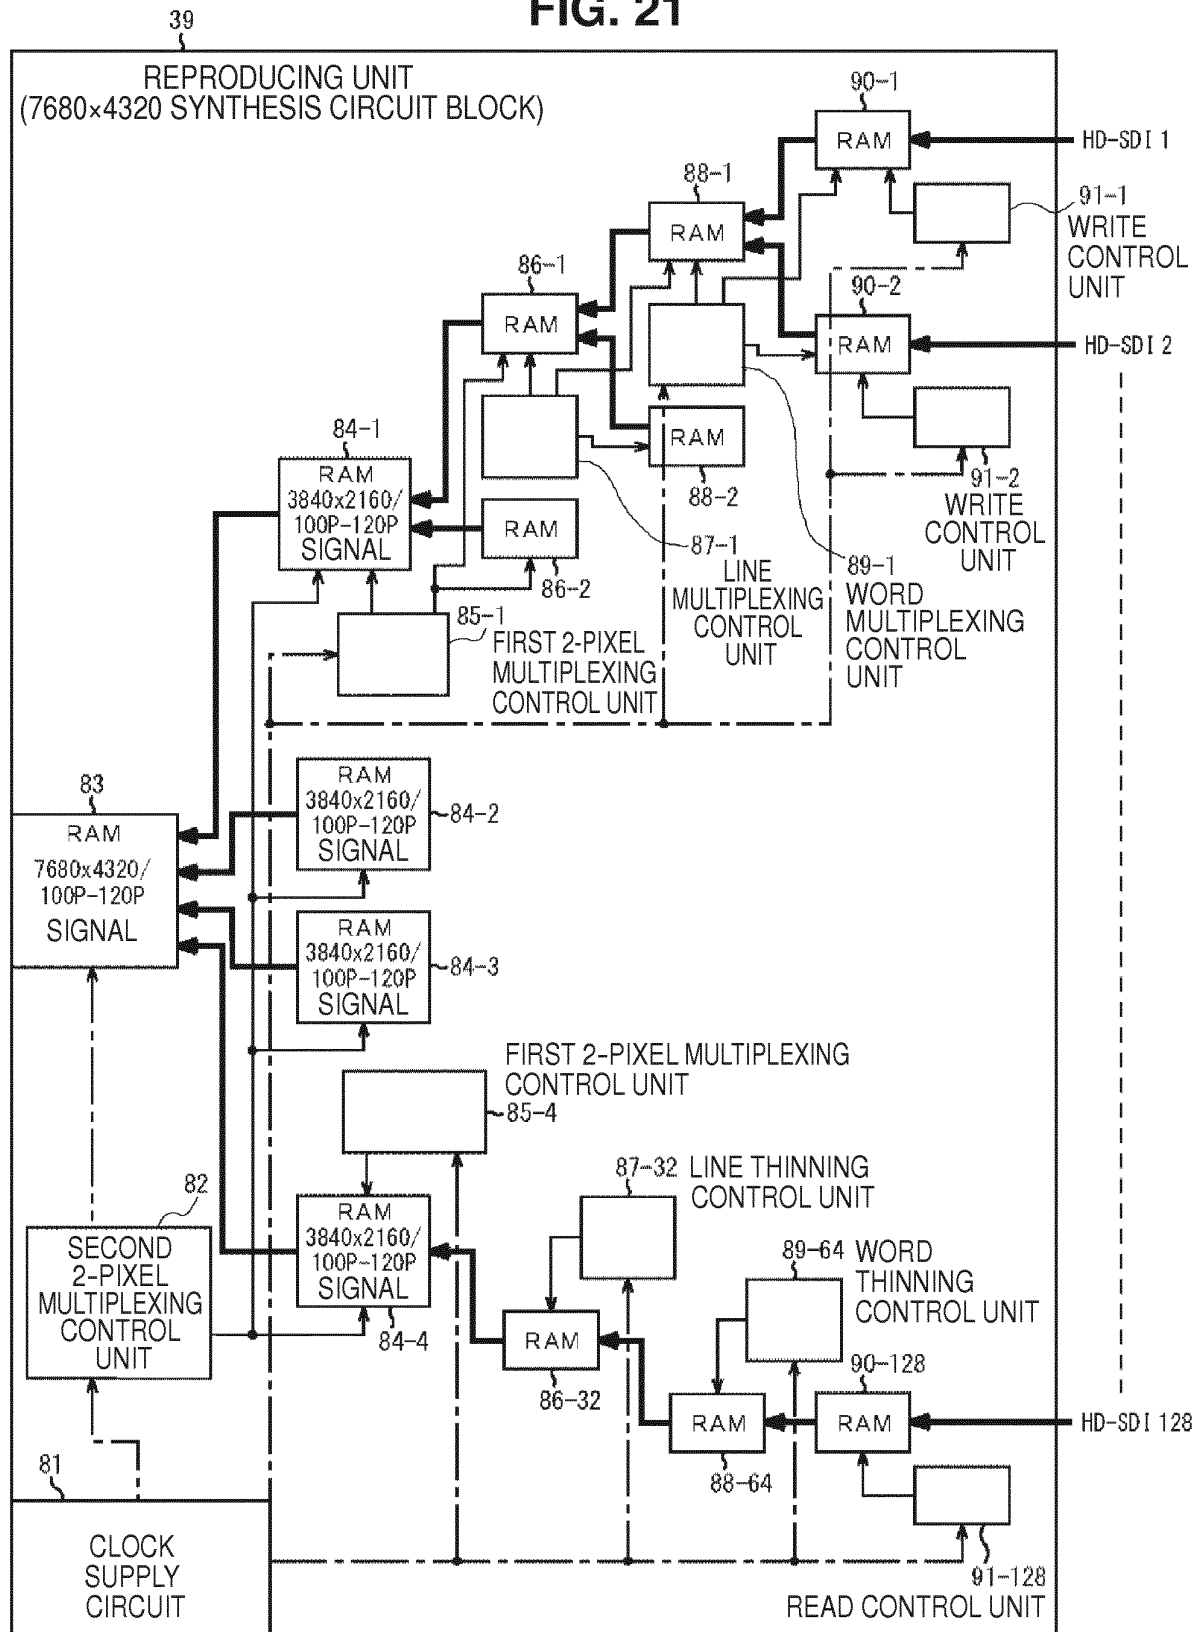 FIG. 21
39
REPRODUCING UNIT
(7680×4320 SYNTHESIS CIRCUIT BLOCK)
90-1
RAM
HD-SDI 1
88-1
RAM
91-1
WRITE
CONTROL
UNIT
86-1
RAM
90-2
RAM
HD-SDI 2
84-1
RAM
3840x2160/
100P-120P
SIGNAL
RAM
88-2
91-2
WRITE
CONTROL
UNIT
RAM
86-2
87-1
LINE
MULTIPLEXING
CONTROL
UNIT
89-1
WORD
MULTIPLEXING
CONTROL
UNIT
85-1
FIRST 2-PIXEL
MULTIPLEXING
CONTROL UNIT
83
RAM
7680x4320/
100P-120P
SIGNAL
RAM
3840x2160/
100P-120P
SIGNAL
84-2
RAM
3840x2160/
100P-120P
SIGNAL
84-3
FIRST 2-PIXEL MULTIPLEXING
CONTROL UNIT
85-4
82
SECOND
2-PIXEL
MULTIPLEXING
CONTROL
UNIT
RAM
3840x2160/
100P-120P
SIGNAL
84-4
87-32
LINE THINNING
CONTROL UNIT
RAM
86-32
89-64
WORD
THINNING
CONTROL UNIT
90-128
RAM
88-64
RAM
HD-SDI 128
81
CLOCK
SUPPLY
CIRCUIT
91-128
READ CONTROL UNIT